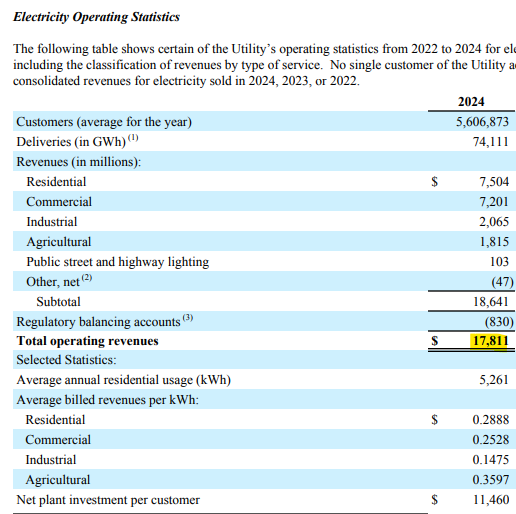 Electricity Operating Statistics
The following table shows certain of the Utility’s operating statistics from 2022 to 2024 for
including the classification of revenues by type of service. No single customer of the Utility
consolidated revenues for electricity sold in 2024, 2023, or 2022.
2024
Customers (average for the year) 5,606,873
Deliveries (in GWh) (1) 74,111
Revenues (in millions):
Residential $ 7,504
Commercial 7,201
Industrial 2,065
Agricultural 1,815
Public street and highway lighting 103
Other, net (2) (47)
Subtotal 18,641
Regulatory balancing accounts (3) (830)
Total operating revenues $ 17,811
Selected Statistics:
Average annual residential usage (kWh) 5,261
Average billed revenues per kWh:
Residential $ 0.2888
Commercial 0.2528
Industrial 0.1475
Agricultural 0.3597
Net plant investment per customer $ 11,460